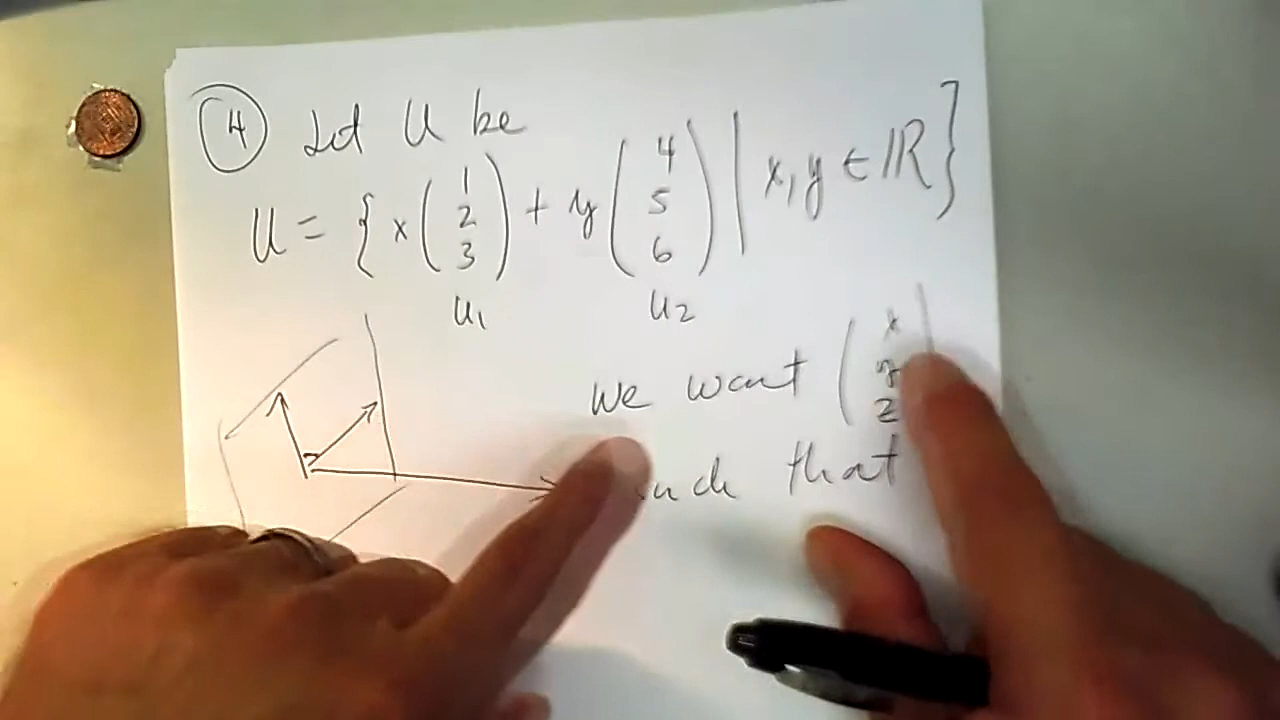 4 Let U be
U = { x (1 2 3) + y (4 5 6) | x, y ∈ ℝ }
u₁ u₂
we want (x y z)
such that